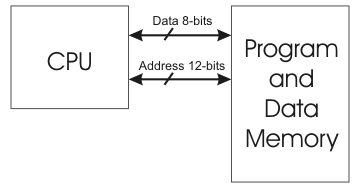 CPU
Data 8-bits
Address 12-bits
Program
and
Data
Memory